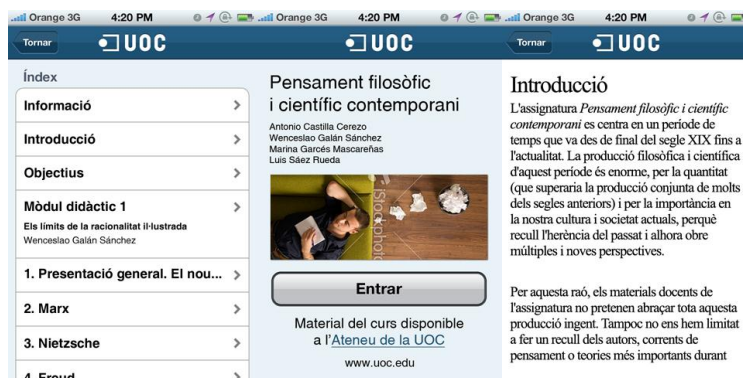 Orange 3G 4:20 PM
Tornar
UOC
Índex
Informació
Introducció
Objectius
Mòdul didàctic 1
Els límits de la racionalitat il·lustrada
Wenceslao Galán Sánchez
1. Presentació general. El nou...
2. Marx
3. Nietzsche
4. Freud
Orange 3G 4:20 PM
UOC
Pensament filosòfic
i científic contemporani
Antonio Castilla Cerezo
Wenceslao Galán Sánchez
Marina Garcés Mascareñas
Luis Sáez Rueda
iStockphoto
Entrar
Material del curs disponible
a l'Ateneu de la UOC
www.uoc.edu
Orange 3G 4:20 PM
Tornar
UOC
Introducció
L'assignatura Pensament filosòfic i científic
contemporani es centra en un període de
temps que va des de final del segle XIX fins a
l'actualitat. La producció filosòfica i científica
d'aquest període és enorme, per la quantitat
(que superaria la producció conjunta de molts
dels segles anteriors) i per la importància en
la nostra cultura i societat actuals, perquè
recull l'herència del passat i alhora obre
múltiples i noves perspectives.
Per aquesta raó, els materials docents de
l'assignatura no pretenen abraçar tota aquesta
producció ingent. Tampoc no ens hem limitat
a fer un recull dels autors, corrents de
pensament o teories més importants durant